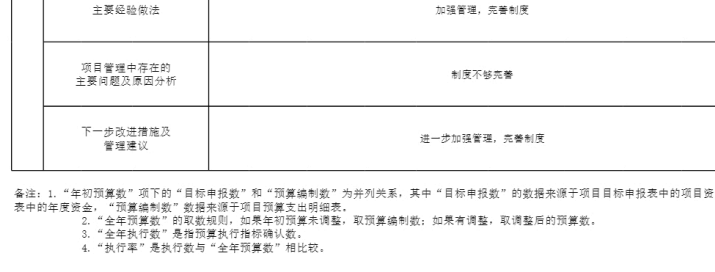 主要经验做法
加强管理，完善制度
项目管理中存在的
主要问题及原因分析
制度不够完善
下一步改进措施及
管理建议
进一步加强管理，完善制度
备注：1.“年初预算数”项下的“目标申报数”和“预算编制数”为并列关系，其中“目标申报数”的数据来源于项目目标申报表中的项目资
表中的年度资金，“预算编制数”数据来源于项目预算支出明细表。
2.“全年预算数”的取数规则，如果年初预算未调整，取预算编制数；如果有调整，取调整后的预算数。
3.“全年执行数”是指预算执行指标确认数。
4.“执行率”是执行数与“全年预算数”相比较。